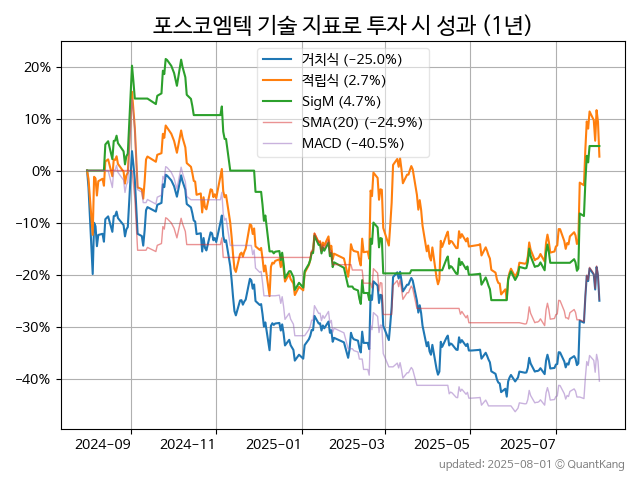 포스코엠텍 기술 지표로 투자 시 성과 (1년)
거치식 (−25.0%)
적립식 (2.7%)
SigM (4.7%)
SMA(20) (−24.9%)
MACD (−40.5%)
20%
10%
0%
−10%
−20%
−30%
−40%
2024-09 2024-11 2025-01 2025-03 2025-05 2025-07
updated: 2025-08-01 © QuantKang